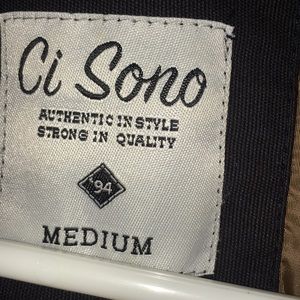 Ci Sono
AUTHENTIC IN STYLE
STRONG IN QUALITY
'94
MEDIUM